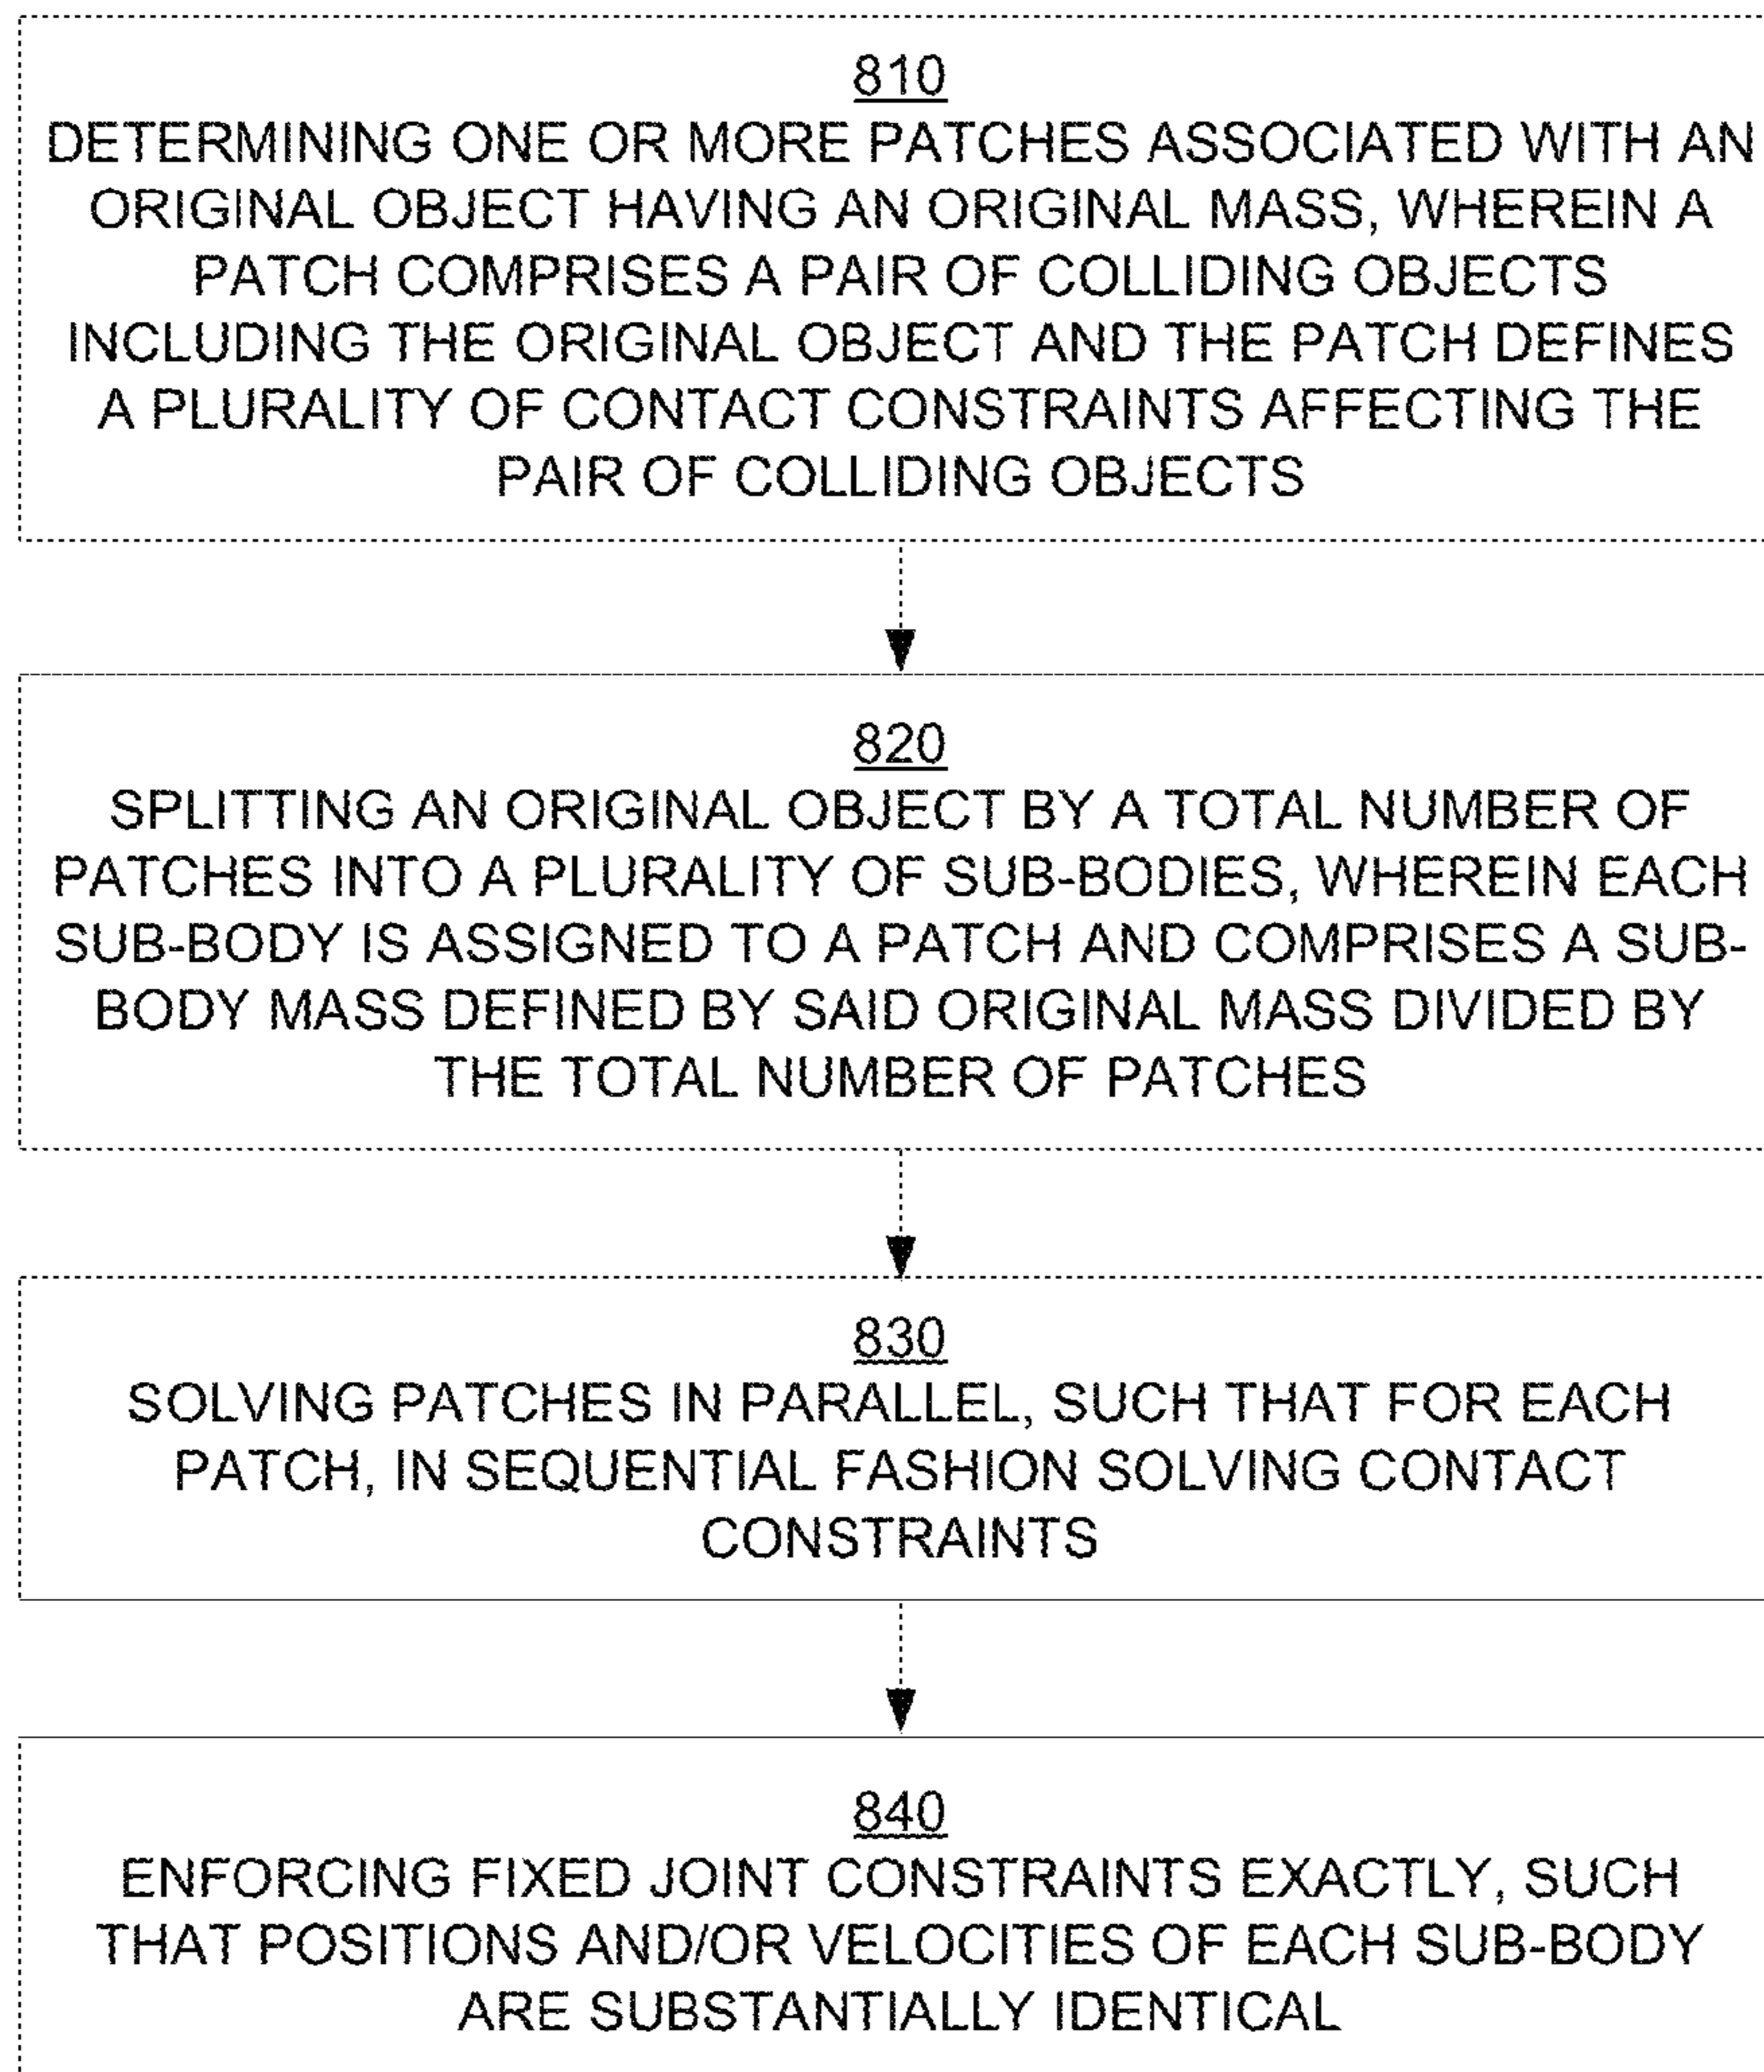 810
DETERMINING ONE OR MORE PATCHES ASSOCIATED WITH AN
ORIGINAL OBJECT HAVING AN ORIGINAL MASS, WHEREIN A
PATCH COMPRISES A PAIR OF COLLIDING OBJECTS
INCLUDING THE ORIGINAL OBJECT AND THE PATCH DEFINES
A PLURALITY OF CONTACT CONSTRAINTS AFFECTING THE
PAIR OF COLLIDING OBJECTS
820
SPLITTING AN ORIGINAL OBJECT BY A TOTAL NUMBER OF
PATCHES INTO A PLURALITY OF SUB-BODIES, WHEREIN EACH
SUB-BODY IS ASSIGNED TO A PATCH AND COMPRISES A SUB-
BODY MASS DEFINED BY SAID ORIGINAL MASS DIVIDED BY
THE TOTAL NUMBER OF PATCHES
830
SOLVING PATCHES IN PARALLEL, SUCH THAT FOR EACH
PATCH, IN SEQUENTIAL FASHION SOLVING CONTACT
CONSTRAINTS
840
ENFORCING FIXED JOINT CONSTRAINTS EXACTLY, SUCH
THAT POSITIONS AND/OR VELOCITIES OF EACH SUB-BODY
ARE SUBSTANTIALLY IDENTICAL